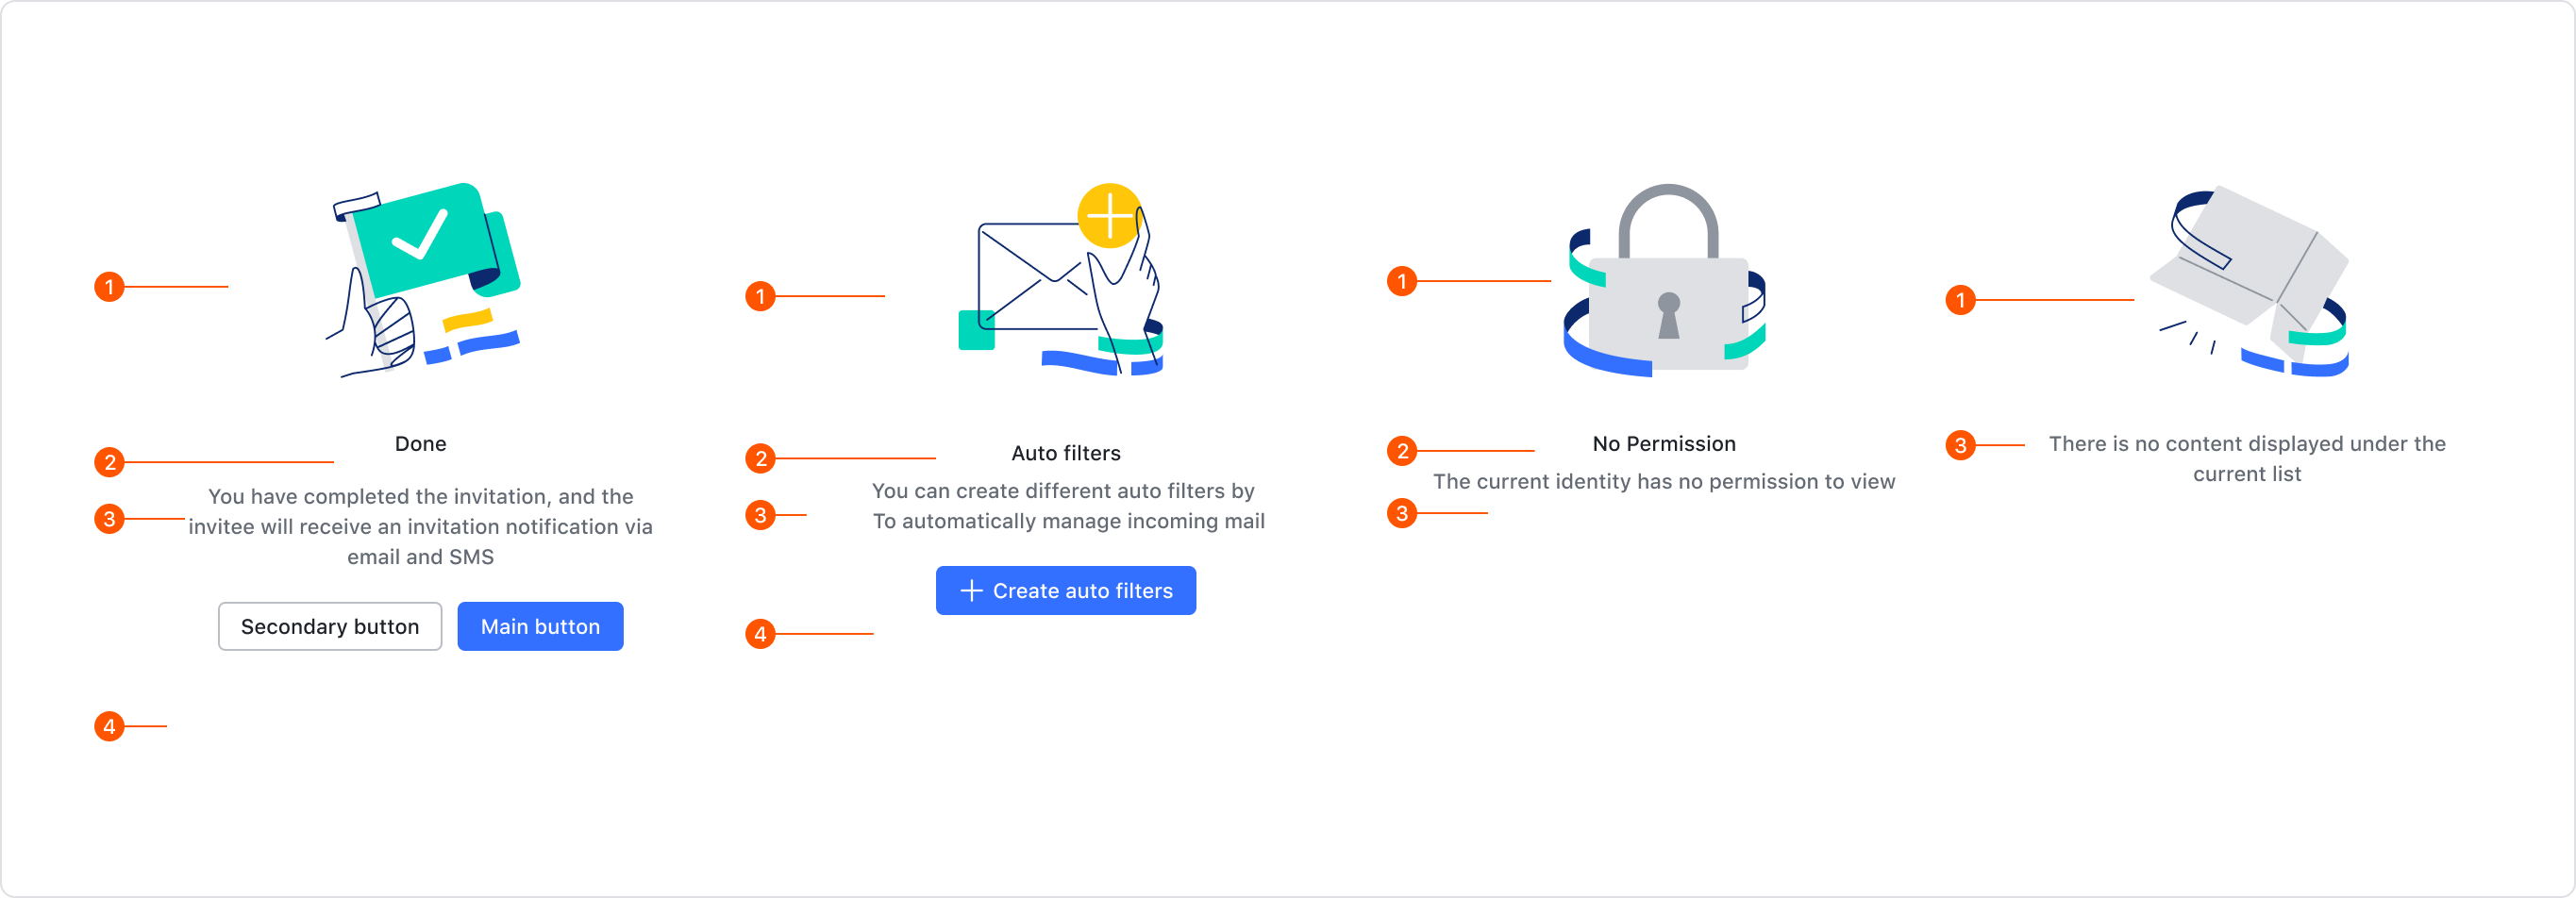 1
2
Done
3
You have completed the invitation, and the
invitee will receive an invitation notification via
email and SMS
Secondary button
Main button
4
1
2
Auto filters
3
You can create different auto filters by
To automatically manage incoming mail
Create auto filters
4
1
2
No Permission
The current identity has no permission to view
3
1
3
There is no content displayed under the
current list